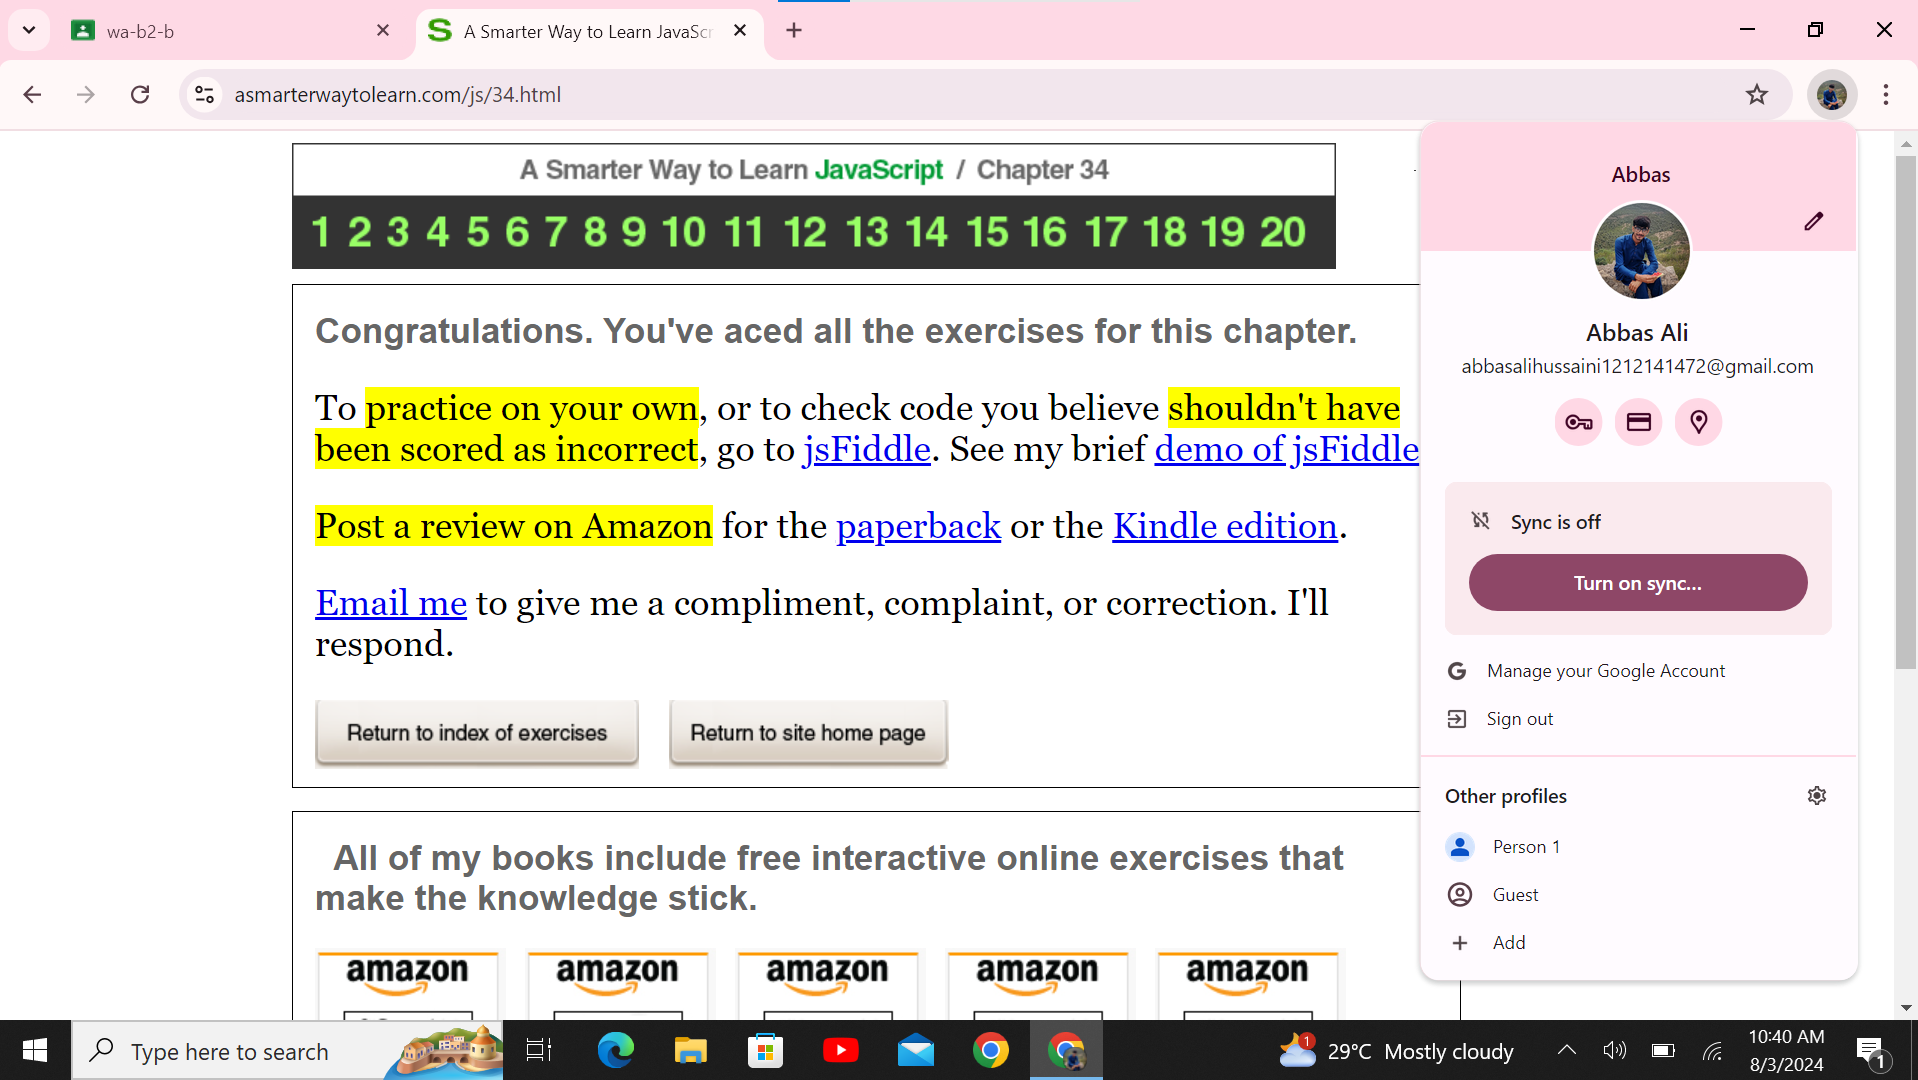 wa-b2-b
A Smarter Way to Learn JavaScr
asmarterwaytolearn.com/js/34.html
A Smarter Way to Learn JavaScript / Chapter 34
1 2 3 4 5 6 7 8 9 10 11 12 13 14 15 16 17 18 19 20
Congratulations. You've aced all the exercises for this chapter.
To practice on your own, or to check code you believe shouldn't have
been scored as incorrect, go to jsFiddle. See my brief demo of jsFiddle
Post a review on Amazon for the paperback or the Kindle edition.
Email me to give me a compliment, complaint, or correction. I'll
respond.
Return to index of exercises
Return to site home page
All of my books include free interactive online exercises that
make the knowledge stick.
amazon amazon amazon amazon amazon
Abbas
Abbas Ali
abbasalihussaini1212141472@gmail.com
Sync is off
Turn on sync...
Manage your Google Account
Sign out
Other profiles
Person 1
Guest
Add
Type here to search
1
29°C Mostly cloudy
10:40 AM
8/3/2024
1